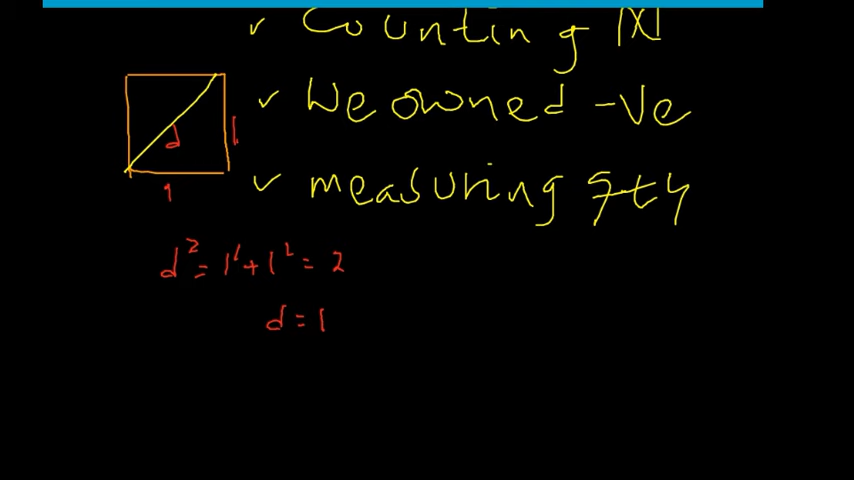 ✓ Counting ℕ
✓ We owned -ve
✓ measuring qty
d
1
1
d² = 1² + 1² = 2
d = 1